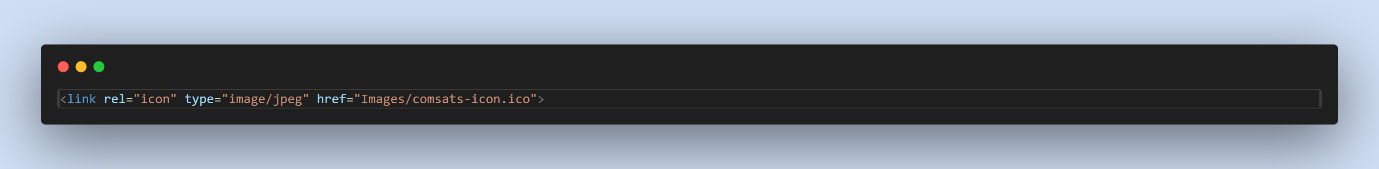 <link rel="icon" type="image/jpeg" href="Images/comsats-icon.ico">